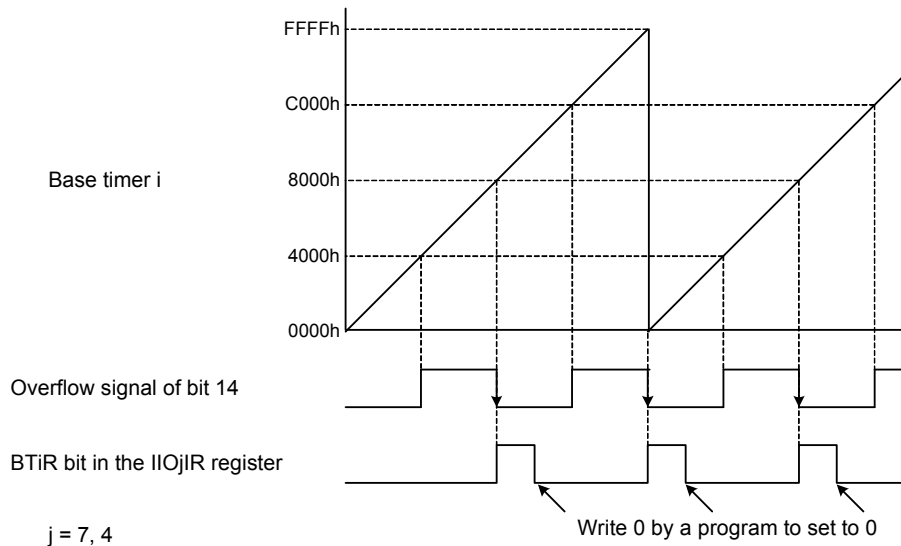 FFFFh
C000h
Base timer i
8000h
4000h
0000h
Overflow signal of bit 14
BTiR bit in the IIOjIR register
Write 0 by a program to set to 0
j = 7, 4